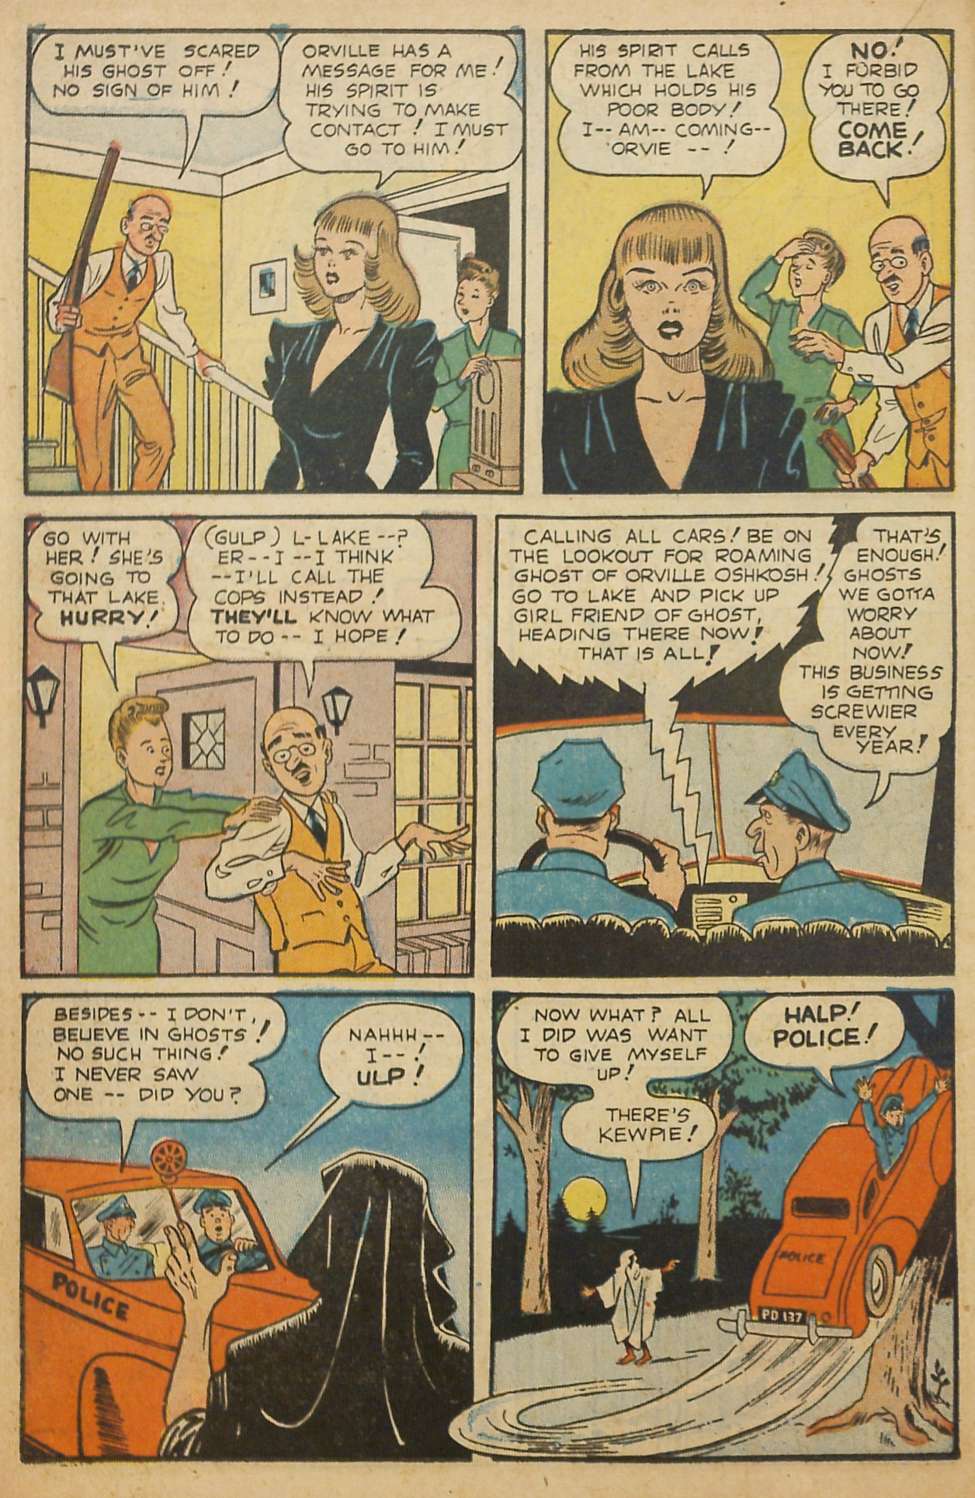 I MUST'VE SCARED
HIS GHOST OFF!
NO SIGN OF HIM!
ORVILLE HAS A
MESSAGE FOR ME!
HIS SPIRIT IS
TRYING TO MAKE
CONTACT! I MUST
GO TO HIM!
HIS SPIRIT CALLS
FROM THE LAKE
WHICH HOLDS HIS
POOR BODY!
I-- AM-- COMING--
'ORVIE --!
NO!
I FORBID
YOU TO GO
THERE!
COME
BACK!
GO WITH
HER! SHE'S
GOING TO
THAT LAKE.
HURRY!
(GULP) L-LAKE --?
ER--I--I THINK
--I'LL CALL THE
COPS INSTEAD!
THEY'LL KNOW WHAT
TO DO -- I HOPE!
CALLING ALL CARS! BE ON
THE LOOKOUT FOR ROAMING
GHOST OF ORVILLE OSHKOSH!
GO TO LAKE AND PICK UP
GIRL FRIEND OF GHOST,
HEADING THERE NOW!
THAT IS ALL!
THAT'S
ENOUGH!
GHOSTS
WE GOTTA
WORRY
ABOUT
NOW!
THIS BUSINESS
IS GETTING
SCREWIER
EVERY
YEAR!
BESIDES-- I DON'T
BELIEVE IN GHOSTS!
NO SUCH THING!
I NEVER SAW
ONE -- DID YOU?
NAHHH--
I--!
ULP!
POLICE
NOW WHAT? ALL
I DID WAS WANT
TO GIVE MYSELF
UP!
THERE'S
KEWPIE!
HALP!
POLICE!
POLICE
PD 137